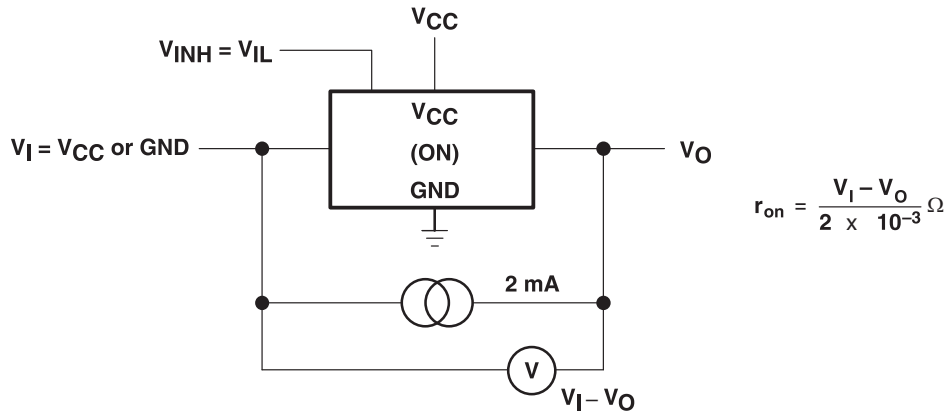 VCC
VINH = VIL
VCC
VI = VCC or GND
(ON)
VO
GND
ron = VI – VO / 2 x 10–3 Ω
2 mA
V
VI – VO